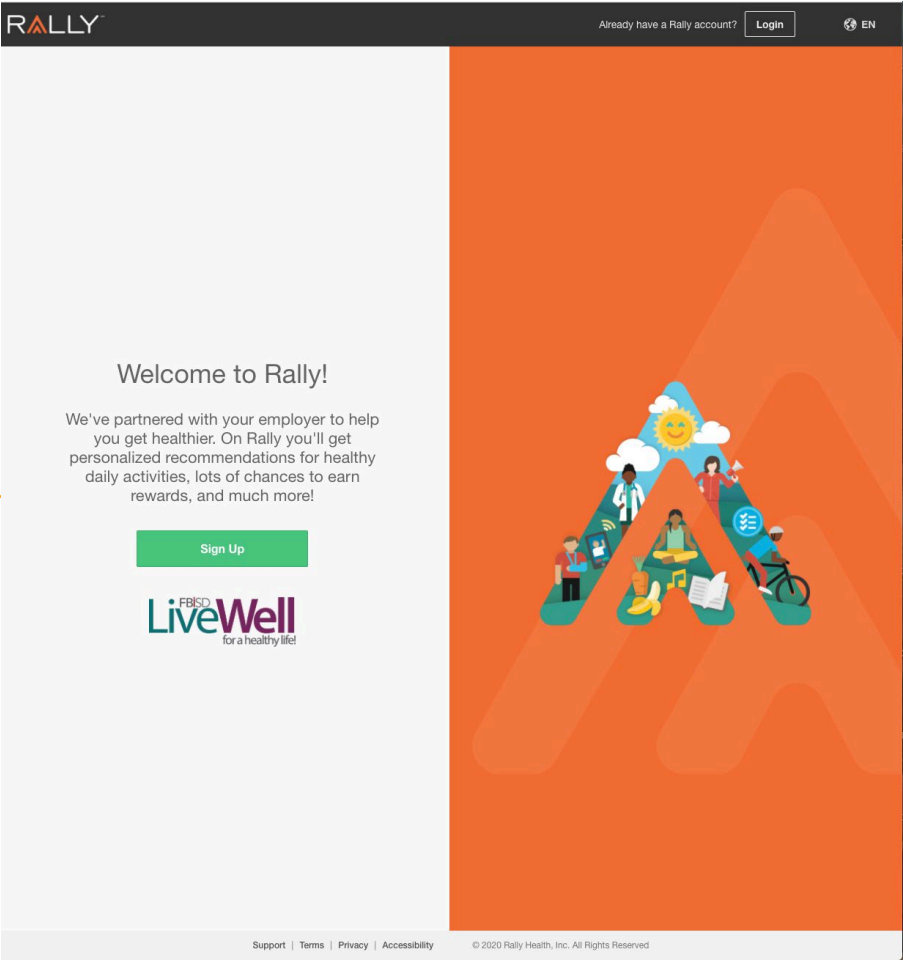 RALLY™
Already have a Rally account? Login EN
Welcome to Rally!
We've partnered with your employer to help
you get healthier. On Rally you'll get
personalized recommendations for healthy
daily activities, lots of chances to earn
rewards, and much more!
Sign Up
FBISD
LiveWell
for a healthy life!
Support | Terms | Privacy | Accessibility © 2020 Rally Health, Inc. All Rights Reserved